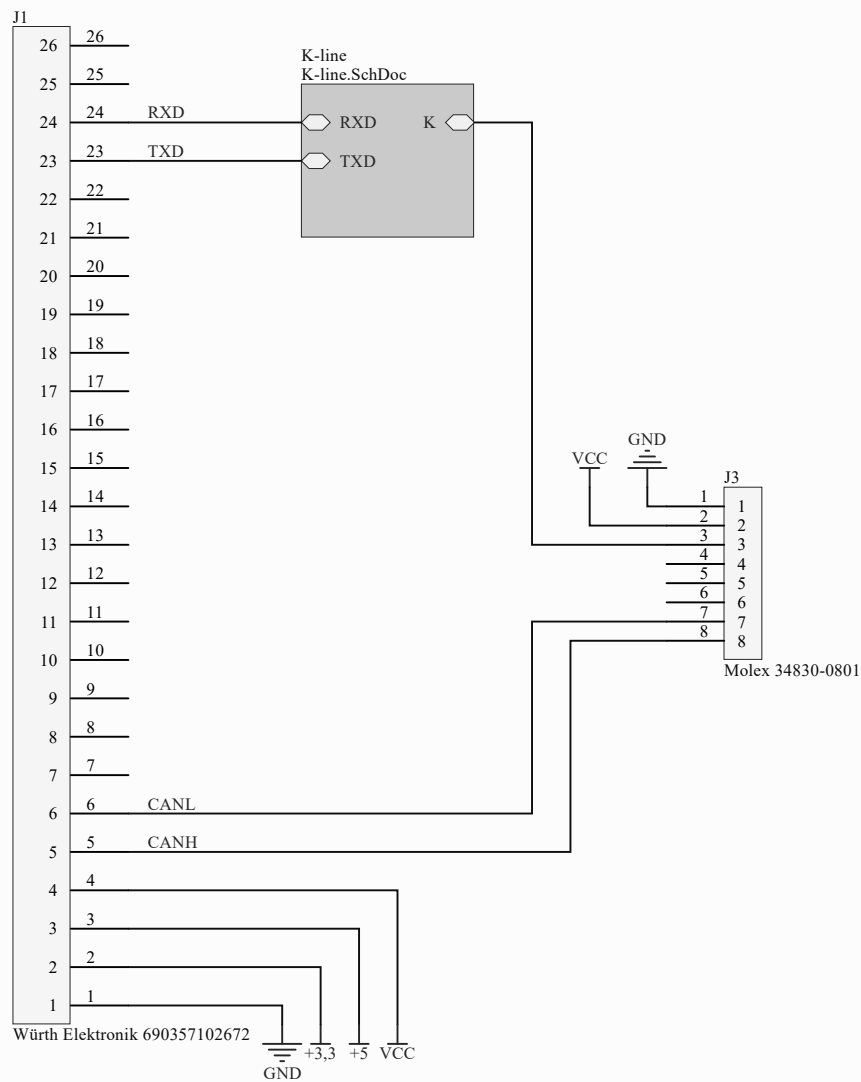 J1
26 26
25 25
24 24 RXD
23 23 TXD
22 22
21 21
20 20
19 19
18 18
17 17
16 16
15 15
14 14
13 13
12 12
11 11
10 10
9 9
8 8
7 7
6 6 CANL
5 5 CANH
4 4
3 3
2 2
1 1
Würth Elektronik 690357102672
GND
+3,3
+5
VCC
K-line
K-line.SchDoc
RXD K
TXD
VCC
GND
J3
1 1
2 2
3 3
4 4
5 5
6 6
7 7
8 8
Molex 34830-0801